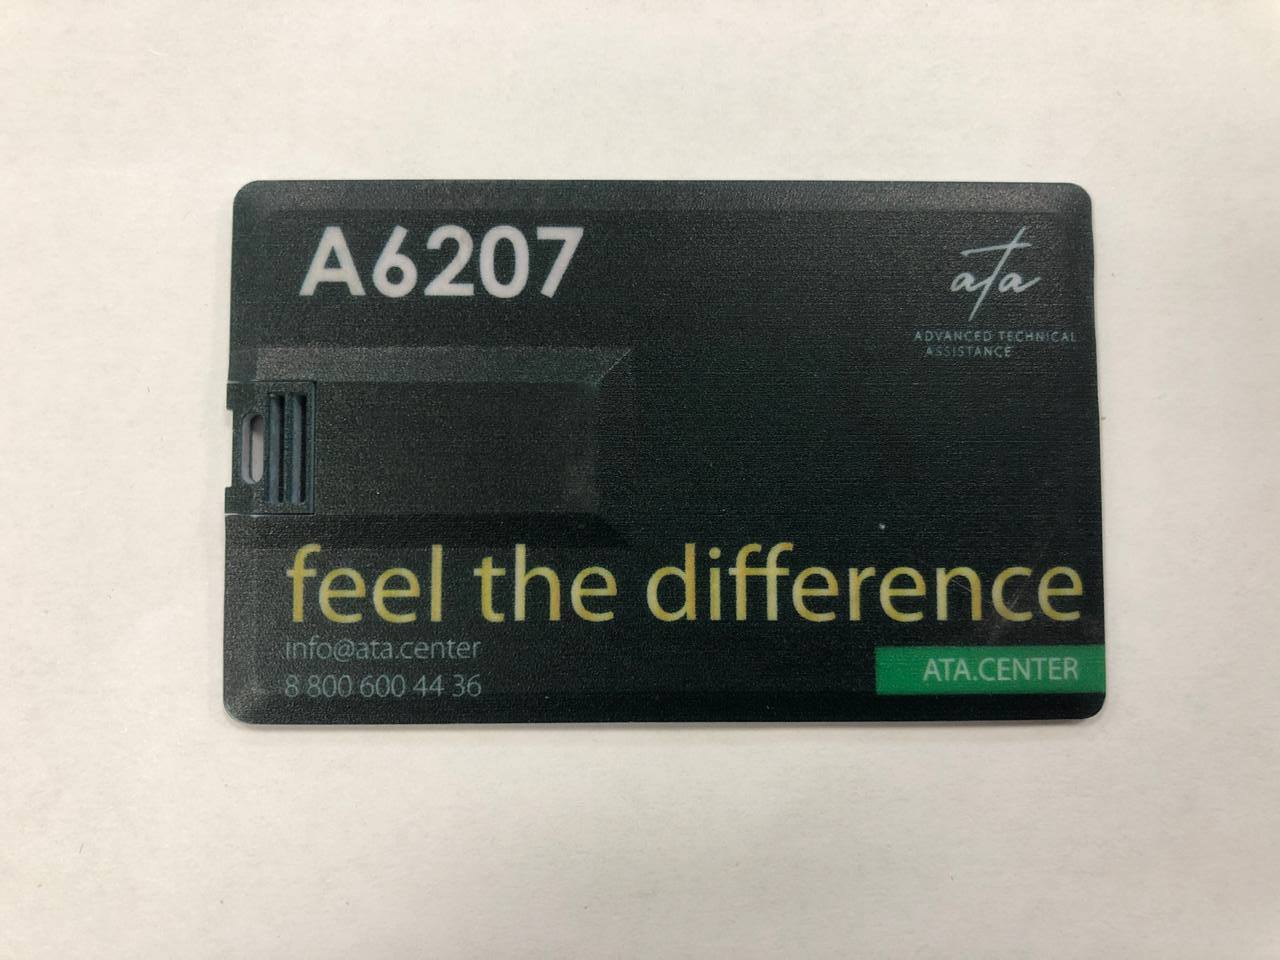 A6207
ata
ADVANCED TECHNICAL
ASSISTANCE
feel the difference
info@ata.center
8 800 600 44 36
ATA.CENTER